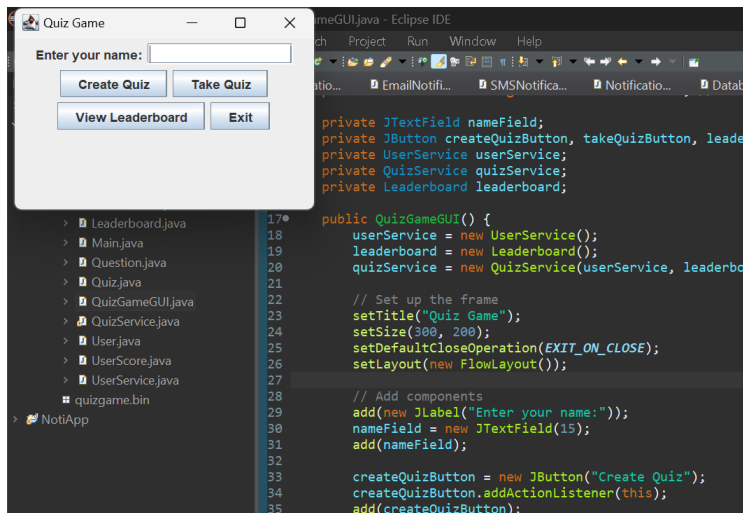 Quiz Game
Enter your name:
Create Quiz
Take Quiz
View Leaderboard
Exit
GUI.java - Eclipse IDE
Project Run Window Help
EmailNotifi...
SMSNotifica...
Notificatio...
Datab
private JTextField nameField;
private JButton createQuizButton, takeQuizButton, leade
private UserService userService;
private QuizService quizService;
private Leaderboard leaderboard;
Leaderboard.java
Main.java
Question.java
Quiz.java
QuizGameGUI.java
QuizService.java
User.java
UserScore.java
UserService.java
quizgame.bin
NotiApp
17 public QuizGameGUI() {
18 userService = new UserService();
19 leaderboard = new Leaderboard();
20 quizService = new QuizService(userService, leaderbo
21
22 // Set up the frame
23 setTitle("Quiz Game");
24 setSize(300, 200);
25 setDefaultCloseOperation(EXIT_ON_CLOSE);
26 setLayout(new FlowLayout());
27
28 // Add components
29 add(new JLabel("Enter your name:"));
30 nameField = new JTextField(15);
31 add(nameField);
32
33 createQuizButton = new JButton("Create Quiz");
34 createQuizButton.addActionListener(this);
35 add(createQuizButton);